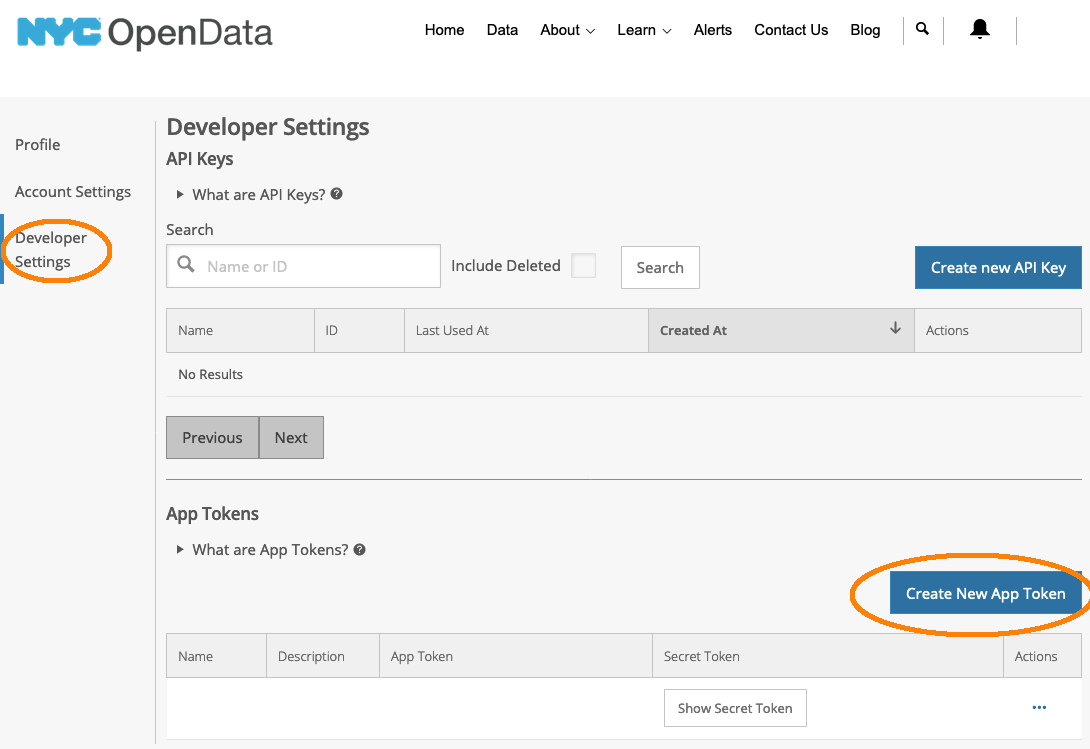 NYC OpenData
Home Data About Learn Alerts Contact Us Blog
Profile
Account Settings
Developer
Settings
Developer Settings
API Keys
What are API Keys?
Search
Name or ID
Include Deleted
Search
Create new API Key
Name ID Last Used At Created At Actions
No Results
Previous Next
App Tokens
What are App Tokens?
Create New App Token
Name Description App Token Secret Token Actions
Show Secret Token